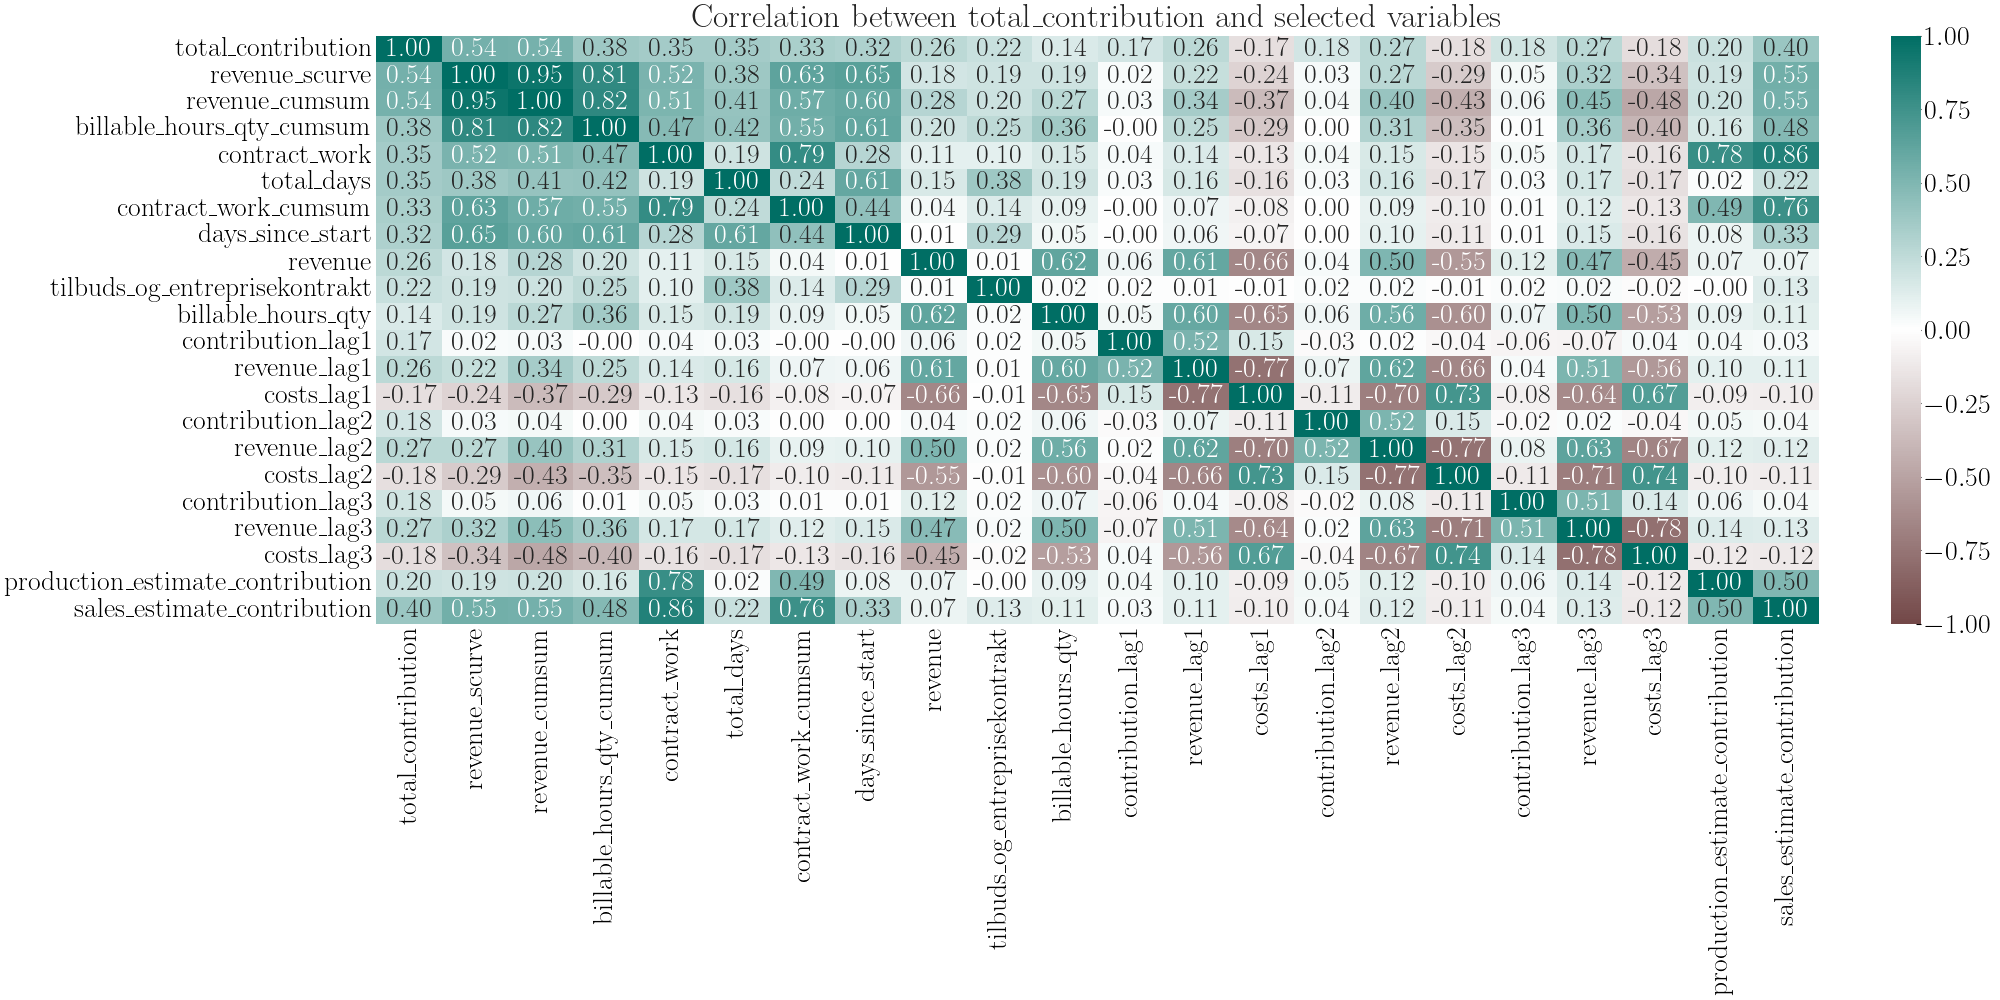 Correlation between total_contribution and selected variables
total_contribution 1.00 0.54 0.54 0.38 0.35 0.35 0.33 0.32 0.26 0.22 0.14 0.17 0.26 -0.17 0.18 0.27 -0.18 0.18 0.27 -0.18 0.20 0.40
revenue_scurve 0.54 1.00 0.95 0.81 0.52 0.38 0.63 0.65 0.18 0.19 0.19 0.02 0.22 -0.24 0.03 0.27 -0.29 0.05 0.32 -0.34 0.19 0.55
revenue_cumsum 0.54 0.95 1.00 0.82 0.51 0.41 0.57 0.60 0.28 0.20 0.27 0.03 0.34 -0.37 0.04 0.40 -0.43 0.06 0.45 -0.48 0.20 0.55
billable_hours_qty_cumsum 0.38 0.81 0.82 1.00 0.47 0.42 0.55 0.61 0.20 0.25 0.36 -0.00 0.25 -0.29 0.00 0.31 -0.35 0.01 0.36 -0.40 0.16 0.48
contract_work 0.35 0.52 0.51 0.47 1.00 0.19 0.79 0.28 0.11 0.10 0.15 0.04 0.14 -0.13 0.04 0.15 -0.15 0.05 0.17 -0.16 0.78 0.86
total_days 0.35 0.38 0.41 0.42 0.19 1.00 0.24 0.61 0.15 0.38 0.19 0.03 0.16 -0.16 0.03 0.16 -0.17 0.03 0.17 -0.17 0.02 0.22
contract_work_cumsum 0.33 0.63 0.57 0.55 0.79 0.24 1.00 0.44 0.04 0.14 0.09 -0.00 0.07 -0.08 0.00 0.09 -0.10 0.01 0.12 -0.13 0.49 0.76
days_since_start 0.32 0.65 0.60 0.61 0.28 0.61 0.44 1.00 0.01 0.29 0.05 -0.00 0.06 -0.07 0.00 0.10 -0.11 0.01 0.15 -0.16 0.08 0.33
revenue 0.26 0.18 0.28 0.20 0.11 0.15 0.04 0.01 1.00 0.01 0.62 0.06 0.61 -0.66 0.04 0.50 -0.55 0.12 0.47 -0.45 0.07 0.07
tilbuds_og_entreprisekontrakt 0.22 0.19 0.20 0.25 0.10 0.38 0.14 0.29 0.01 1.00 0.02 0.02 0.01 -0.01 0.02 0.02 -0.01 0.02 0.02 -0.02 -0.00 0.13
billable_hours_qty 0.14 0.19 0.27 0.36 0.15 0.19 0.09 0.05 0.62 0.02 1.00 0.05 0.60 -0.65 0.06 0.56 -0.60 0.07 0.50 -0.53 0.09 0.11
contribution_lag1 0.17 0.02 0.03 -0.00 0.04 0.03 -0.00 -0.00 0.06 0.02 0.05 1.00 0.52 0.15 -0.03 0.02 -0.04 -0.06 -0.07 0.04 0.04 0.03
revenue_lag1 0.26 0.22 0.34 0.25 0.14 0.16 0.07 0.06 0.61 0.01 0.60 0.52 1.00 -0.77 0.07 0.62 -0.66 0.04 0.51 -0.56 0.10 0.11
costs_lag1 -0.17 -0.24 -0.37 -0.29 -0.13 -0.16 -0.08 -0.07 -0.66 -0.01 -0.65 0.15 -0.77 1.00 -0.11 -0.70 0.73 -0.08 -0.64 0.67 -0.09 -0.10
contribution_lag2 0.18 0.03 0.04 0.00 0.04 0.03 0.00 0.00 0.04 0.02 0.06 -0.03 0.07 -0.11 1.00 0.52 0.15 -0.02 0.02 -0.04 0.05 0.04
revenue_lag2 0.27 0.27 0.40 0.31 0.15 0.16 0.09 0.10 0.50 0.02 0.56 0.02 0.62 -0.70 0.52 1.00 -0.77 0.08 0.63 -0.67 0.12 0.12
costs_lag2 -0.18 -0.29 -0.43 -0.35 -0.15 -0.17 -0.10 -0.11 -0.55 -0.01 -0.60 -0.04 -0.66 0.73 0.15 -0.77 1.00 -0.11 -0.71 0.74 -0.10 -0.11
contribution_lag3 0.18 0.05 0.06 0.01 0.05 0.03 0.01 0.01 0.12 0.02 0.07 -0.06 0.04 -0.08 -0.02 0.08 -0.11 1.00 0.51 0.14 0.06 0.04
revenue_lag3 0.27 0.32 0.45 0.36 0.17 0.17 0.12 0.15 0.47 0.02 0.50 -0.07 0.51 -0.64 0.02 0.63 -0.71 0.51 1.00 -0.78 0.14 0.13
costs_lag3 -0.18 -0.34 -0.48 -0.40 -0.16 -0.17 -0.13 -0.16 -0.45 -0.02 -0.53 0.04 -0.56 0.67 -0.04 -0.67 0.74 0.14 -0.78 1.00 -0.12 -0.12
production_estimate_contribution 0.20 0.19 0.20 0.16 0.78 0.02 0.49 0.08 0.07 -0.00 0.09 0.04 0.10 -0.09 0.05 0.12 -0.10 0.06 0.14 -0.12 1.00 0.50
sales_estimate_contribution 0.40 0.55 0.55 0.48 0.86 0.22 0.76 0.33 0.07 0.13 0.11 0.03 0.11 -0.10 0.04 0.12 -0.11 0.04 0.13 -0.12 0.50 1.00
total_contribution
revenue_scurve
revenue_cumsum
billable_hours_qty_cumsum
contract_work
total_days
contract_work_cumsum
days_since_start
revenue
tilbuds_og_entreprisekontrakt
billable_hours_qty
contribution_lag1
revenue_lag1
costs_lag1
contribution_lag2
revenue_lag2
costs_lag2
contribution_lag3
revenue_lag3
costs_lag3
production_estimate_contribution
sales_estimate_contribution
1.00
0.75
0.50
0.25
0.00
−0.25
−0.50
−0.75
−1.00